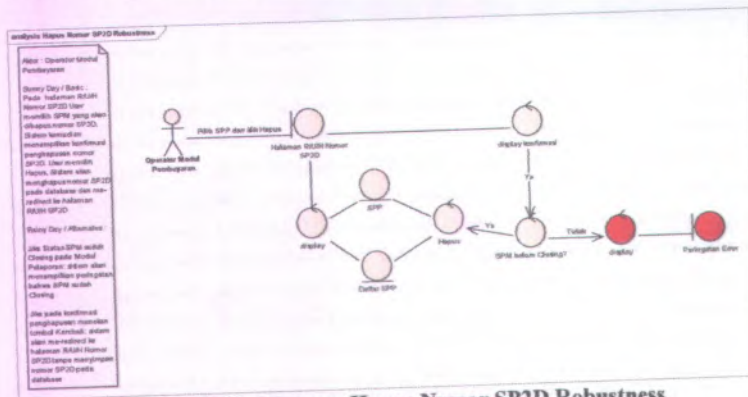 analysis Hapus Nomor SP2D Robustness
Aktor : Operator Modul
Pembayaran
Sunny Day / Basic :
Pada halaman RUUH
Nomor SP2D User
memilih SPM yang akan
dihapus nomor SP2D.
Sistem kemudian
menampilkan konfirmasi
penghapusan nomor
SP2D. User memilih
Hapus. Sistem akan
menghapus nomor SP2D
pada database dan me-
redirect ke halaman
RUUH SP2D
Rainy Day / Alternative :
Jika Status SPM sudah
Closing pada Modul
Pelaporan: sistem akan
menampilkan peringatan
bahwa SPM sudah
Closing
Jika pada konfirmasi
penghapusan menekan
tombol Kembali: sistem
akan me-redirect ke
halaman RUUH Nomor
SP2D tanpa menyimpan
nomor SP2D pada
database
Operator Modul
Pembayaran
Pilih SPP dan klik Hapus
Halaman RUUH Nomor
SP2D
display konfirmasi
Ya
SPP
display
Hapus
Ya
SPM belum Closing?
Tidak
display
Peringatan Error
Daftar SPP
Hapus Nomor SP2D Robustness